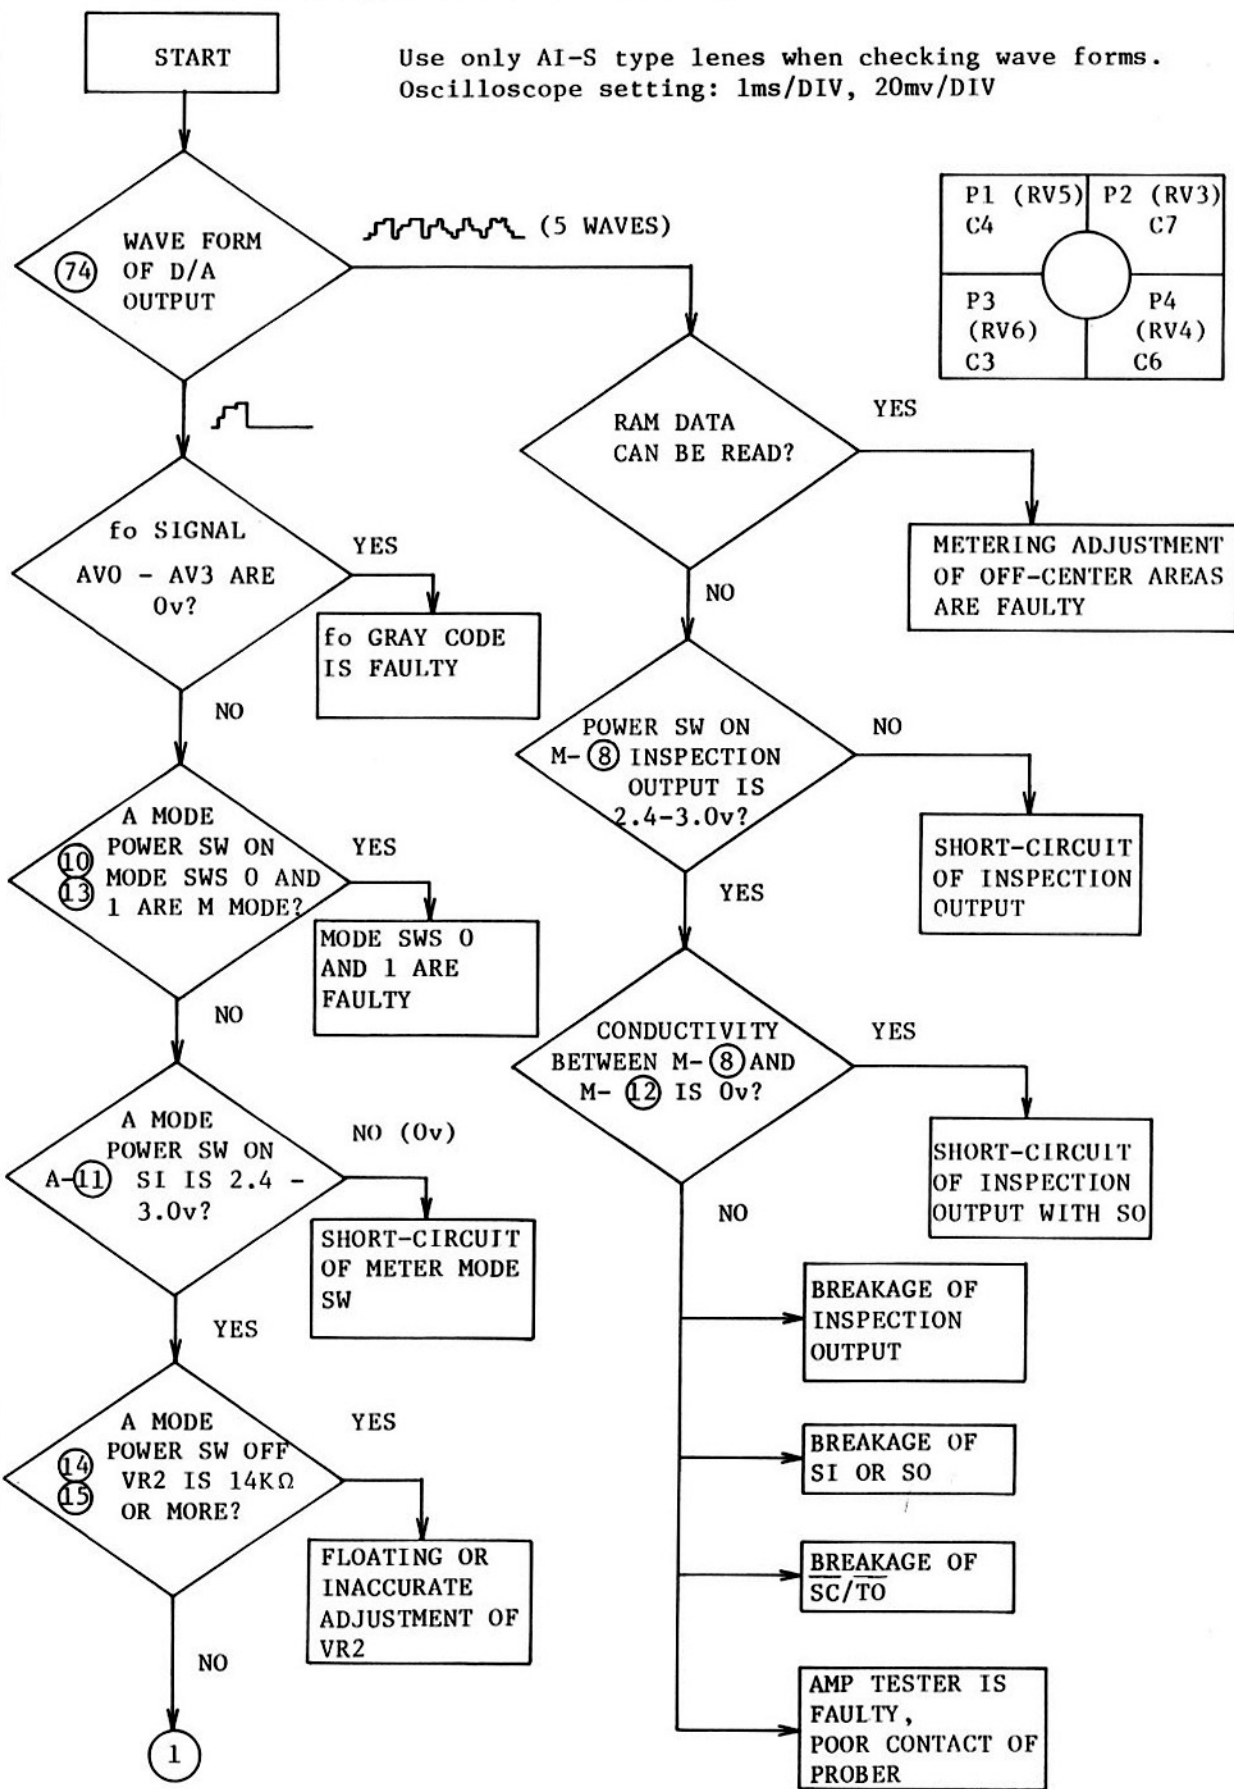 START
Use only AI-S type lenes when checking wave forms.
Oscilloscope setting: 1ms/DIV, 20mv/DIV
74
WAVE FORM
OF D/A
OUTPUT
(5 WAVES)
P1 (RV5)
C4
P2 (RV3)
C7
P3
(RV6)
C3
P4
(RV4)
C6
RAM DATA
CAN BE READ?
YES
METERING ADJUSTMENT
OF OFF-CENTER AREAS
ARE FAULTY
NO
fo SIGNAL
AV0 - AV3 ARE
0v?
YES
fo GRAY CODE
IS FAULTY
NO
POWER SW ON
M- 8 INSPECTION
OUTPUT IS
2.4-3.0v?
NO
SHORT-CIRCUIT
OF INSPECTION
OUTPUT
YES
A MODE
POWER SW ON
10
MODE SWS 0 AND
13
1 ARE M MODE?
YES
MODE SWS 0
AND 1 ARE
FAULTY
NO
CONDUCTIVITY
BETWEEN M- 8 AND
M- 12 IS 0v?
YES
SHORT-CIRCUIT
OF INSPECTION
OUTPUT WITH SO
NO
A MODE
POWER SW ON
A-11 SI IS 2.4 -
3.0v?
NO (0v)
SHORT-CIRCUIT
OF METER MODE
SW
YES
BREAKAGE OF
INSPECTION
OUTPUT
A MODE
POWER SW OFF
14
VR2 IS 14KΩ
15
OR MORE?
YES
FLOATING OR
INACCURATE
ADJUSTMENT OF
VR2
NO
1
BREAKAGE OF
SI OR SO
BREAKAGE OF
S̅C̅/T̅O̅
AMP TESTER IS
FAULTY,
POOR CONTACT OF
PROBER